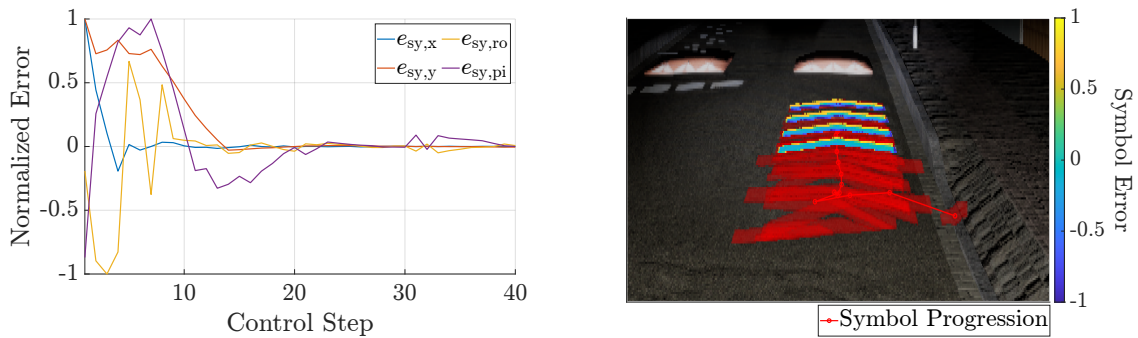 1
0.5
0
-0.5
-1
Normalized Error
10
20
30
40
Control Step
e_sy,x
e_sy,ro
e_sy,y
e_sy,pi
1
0.5
0
-0.5
-1
Symbol Error
Symbol Progression